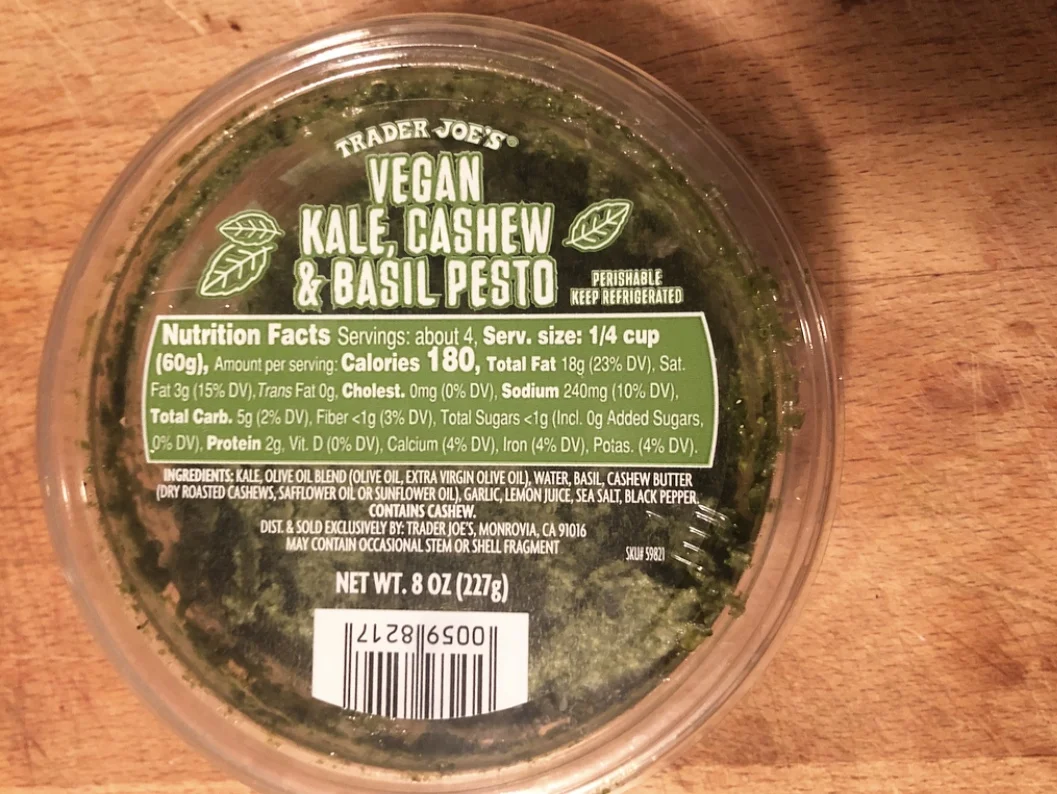 TRADER JOE'S®
VEGAN
KALE, CASHEW
& BASIL PESTO
PERISHABLE
KEEP REFRIGERATED
Nutrition Facts Servings: about 4, Serv. size: 1/4 cup
(60g), Amount per serving: Calories 180, Total Fat 18g (23% DV), Sat.
Fat 3g (15% DV), Trans Fat 0g, Cholest. 0mg (0% DV), Sodium 240mg (10% DV),
Total Carb. 5g (2% DV), Fiber <1g (3% DV), Total Sugars <1g (Incl. 0g Added Sugars,
0% DV), Protein 2g, Vit. D (0% DV), Calcium (4% DV), Iron (4% DV), Potas. (4% DV).
INGREDIENTS: KALE, OLIVE OIL BLEND (OLIVE OIL, EXTRA VIRGIN OLIVE OIL), WATER, BASIL, CASHEW BUTTER
(DRY ROASTED CASHEWS, SAFFLOWER OIL OR SUNFLOWER OIL), GARLIC, LEMON JUICE, SEA SALT, BLACK PEPPER.
CONTAINS CASHEW.
DIST. & SOLD EXCLUSIVELY BY: TRADER JOE'S, MONROVIA, CA 91016
MAY CONTAIN OCCASIONAL STEM OR SHELL FRAGMENT
SKU# 59821
NET WT. 8 OZ (227g)
0059 8217